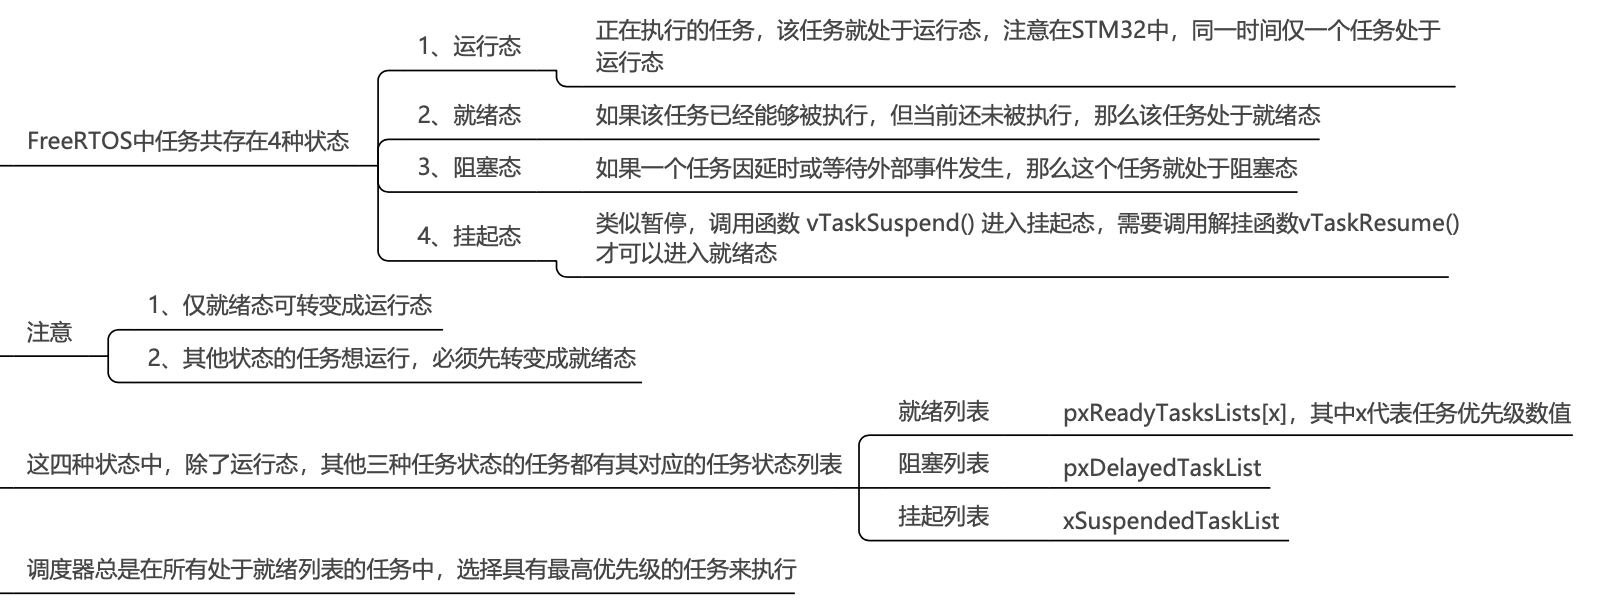 FreeRTOS中任务共存在4种状态
1、运行态
正在执行的任务，该任务就处于运行态，注意在STM32中，同一时间仅一个任务处于
运行态
2、就绪态
如果该任务已经能够被执行，但当前还未被执行，那么该任务处于就绪态
3、阻塞态
如果一个任务因延时或等待外部事件发生，那么这个任务就处于阻塞态
4、挂起态
类似暂停，调用函数 vTaskSuspend() 进入挂起态，需要调用解挂函数vTaskResume()
才可以进入就绪态
注意
1、仅就绪态可转变成运行态
2、其他状态的任务想运行，必须先转变成就绪态
这四种状态中，除了运行态，其他三种任务状态的任务都有其对应的任务状态列表
就绪列表
pxReadyTasksLists[x]，其中x代表任务优先级数值
阻塞列表
pxDelayedTaskList
挂起列表
xSuspendedTaskList
调度器总是在所有处于就绪列表的任务中，选择具有最高优先级的任务来执行